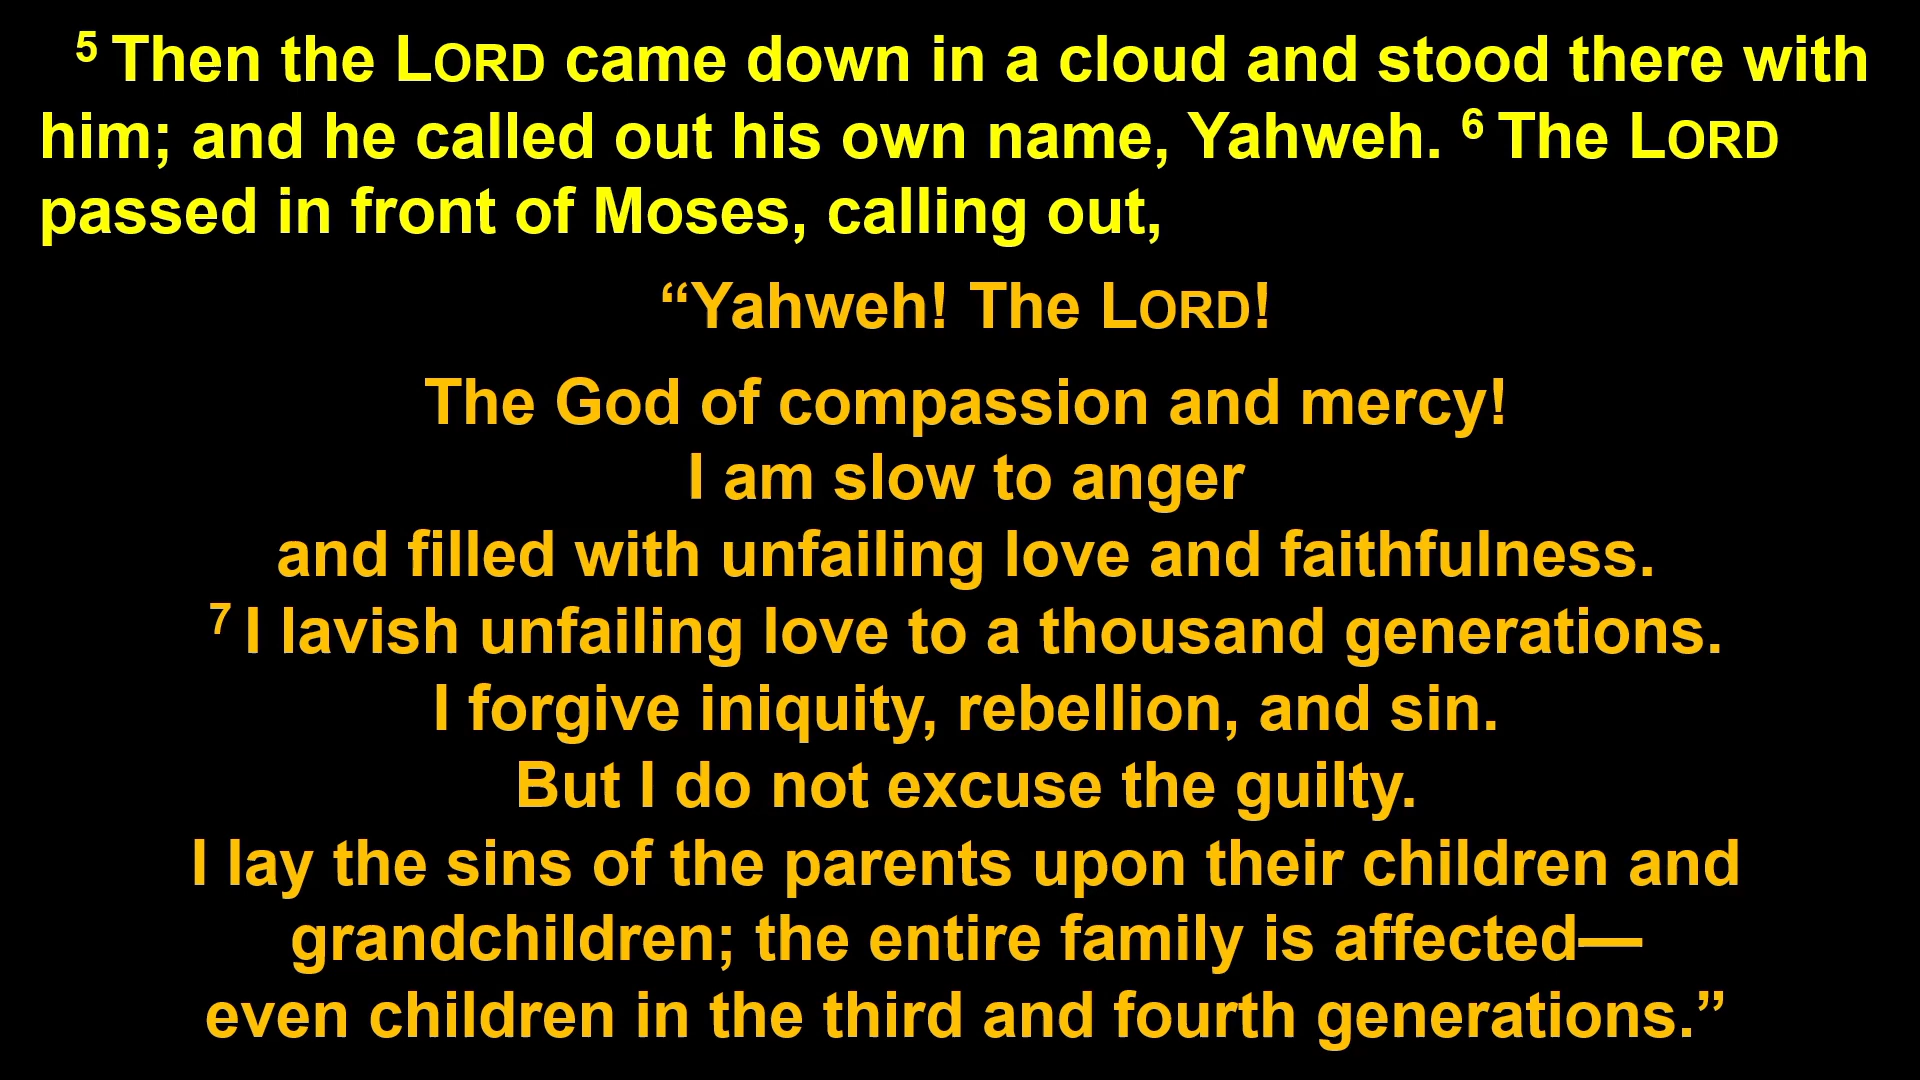 5 Then the LORD came down in a cloud and stood there with
him; and he called out his own name, Yahweh. 6 The LORD
passed in front of Moses, calling out,
“Yahweh! The LORD!
The God of compassion and mercy!
I am slow to anger
and filled with unfailing love and faithfulness.
7 I lavish unfailing love to a thousand generations.
I forgive iniquity, rebellion, and sin.
But I do not excuse the guilty.
I lay the sins of the parents upon their children and
grandchildren; the entire family is affected—
even children in the third and fourth generations.”